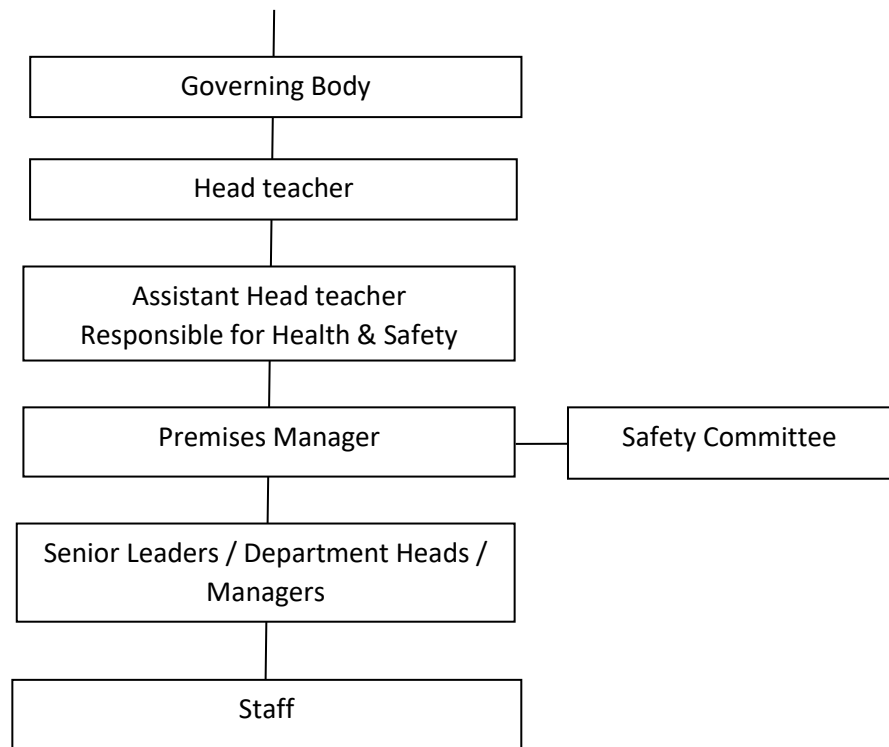 Governing Body
Head teacher
Assistant Head teacher
Responsible for Health & Safety
Premises Manager
Safety Committee
Senior Leaders / Department Heads /
Managers
Staff